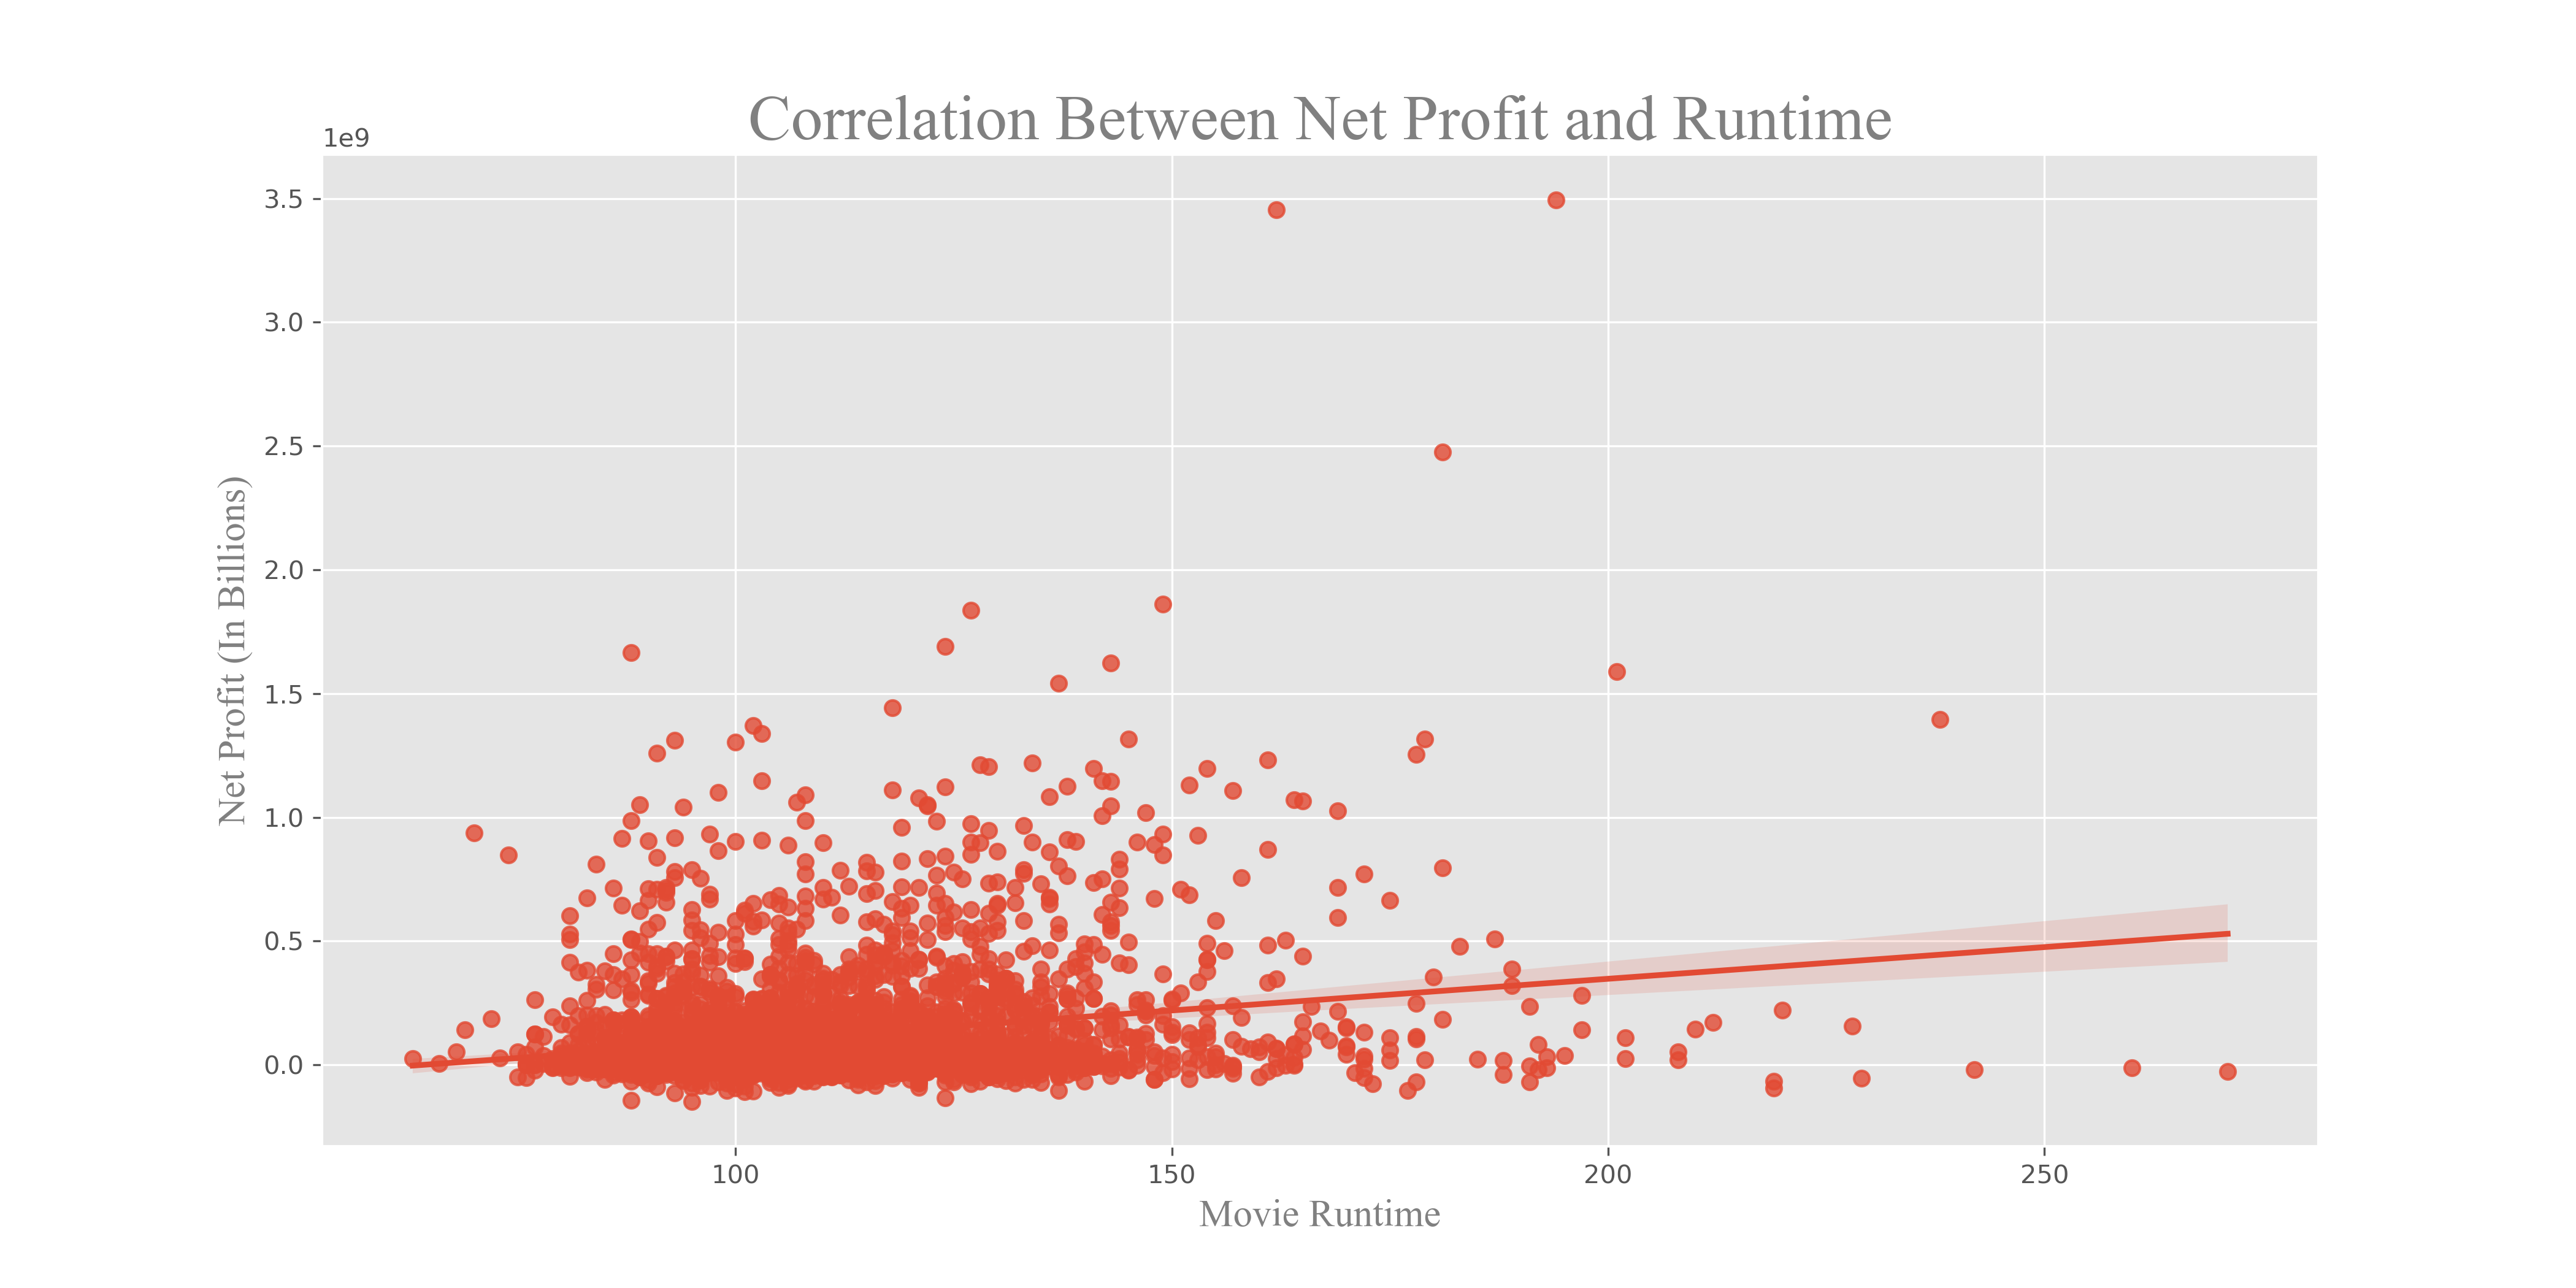 Correlation Between Net Profit and Runtime
1e9
3.5
3.0
2.5
2.0
1.5
1.0
0.5
0.0
Net Profit (In Billions)
100 150 200 250
Movie Runtime